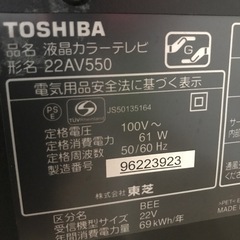 TOSHIBA
品名 液晶カラーテレビ
形名 22AV550
G
電気用品安全法に基づく表示
PS
E
TUV
JS50135164
定格電圧 100V~
定格消費電力 61 W
定格周波数 50/60 Hz
製造番号 96223923
株式会社 東芝
区分名 BEE
受信機型サイズ 22V
年間消費電力量 69 kWh/年